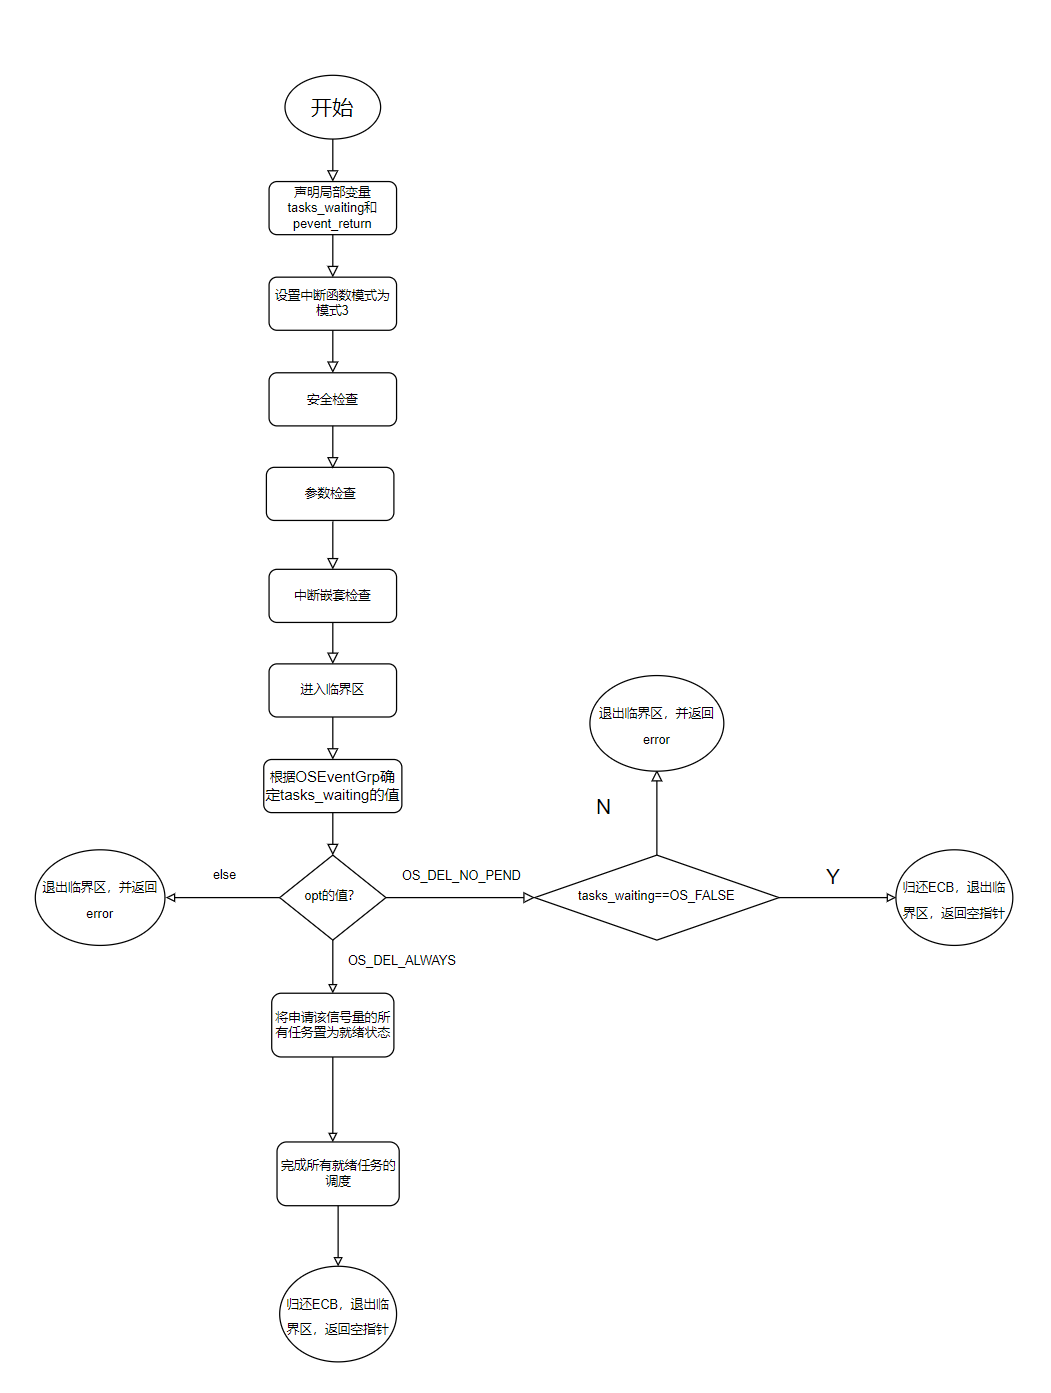 开始
声明局部变量
tasks_waiting和
pevent_return
设置中断函数模式为
模式3
安全检查
参数检查
中断嵌套检查
进入临界区
根据OSEventGrp确
定tasks_waiting的值
退出临界区，并返回
error
N
else
退出临界区，并返回
error
opt的值?
OS_DEL_NO_PEND
tasks_waiting==OS_FALSE
Y
归还ECB，退出临
界区，返回空指针
OS_DEL_ALWAYS
将申请该信号量的所
有任务置为就绪状态
完成所有就绪任务的
调度
归还ECB，退出临
界区，返回空指针